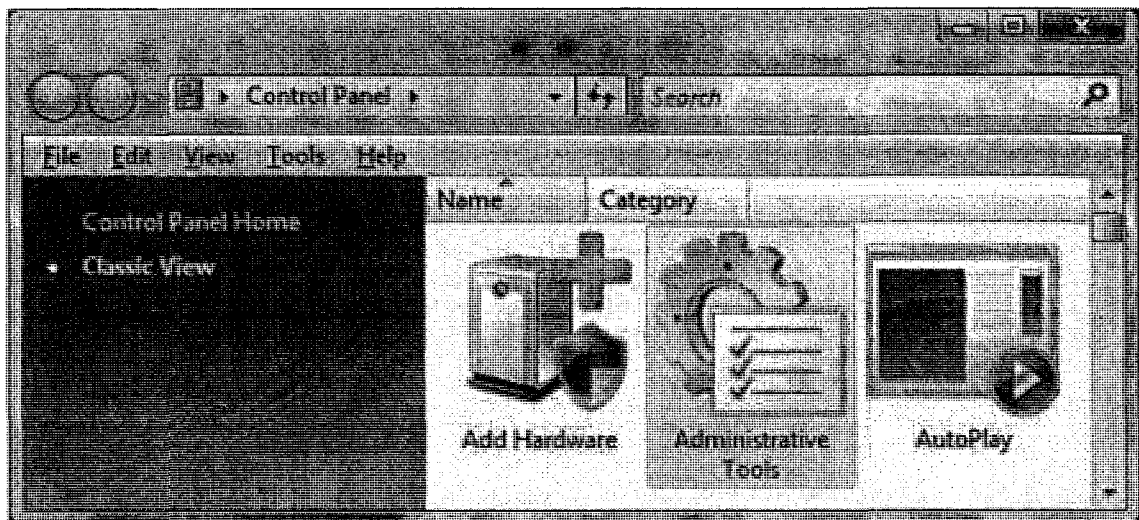 Control Panel
Search
File Edit View Tools Help
Control Panel Home
Classic View
Name Category
Add Hardware
Administrative
Tools
AutoPlay